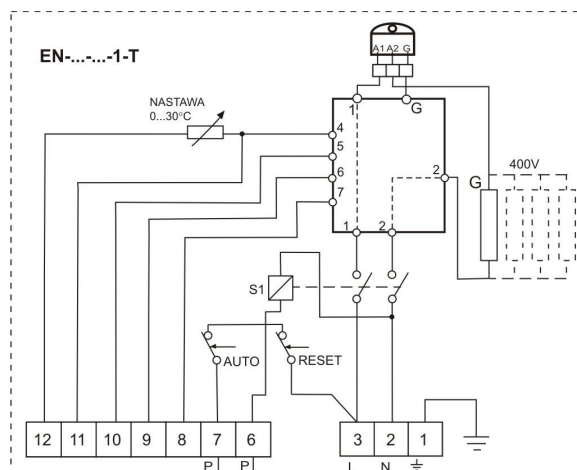 EN-...-...-1-T
A1 A2 G
NASTAWA
0...30°C
1 G
4
5
6
7
2
400V
G
1 2
S1
AUTO RESET
12 11 10 9 8 7 6 3 2 1
P P L N